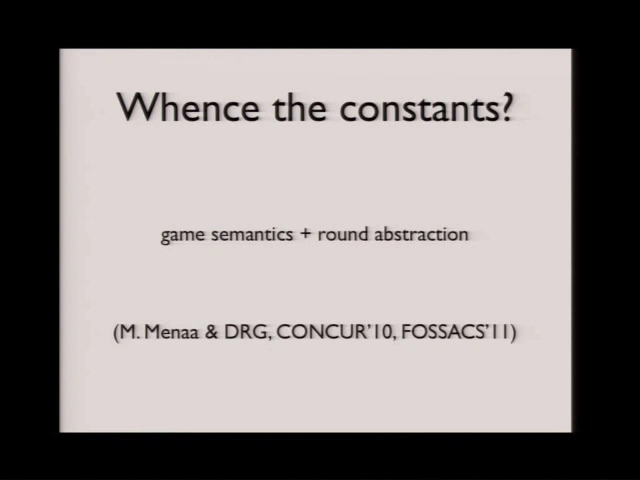 Whence the constants?
game semantics + round abstraction
(M. Menaa & DRG, CONCUR'10, FOSSACS'11)